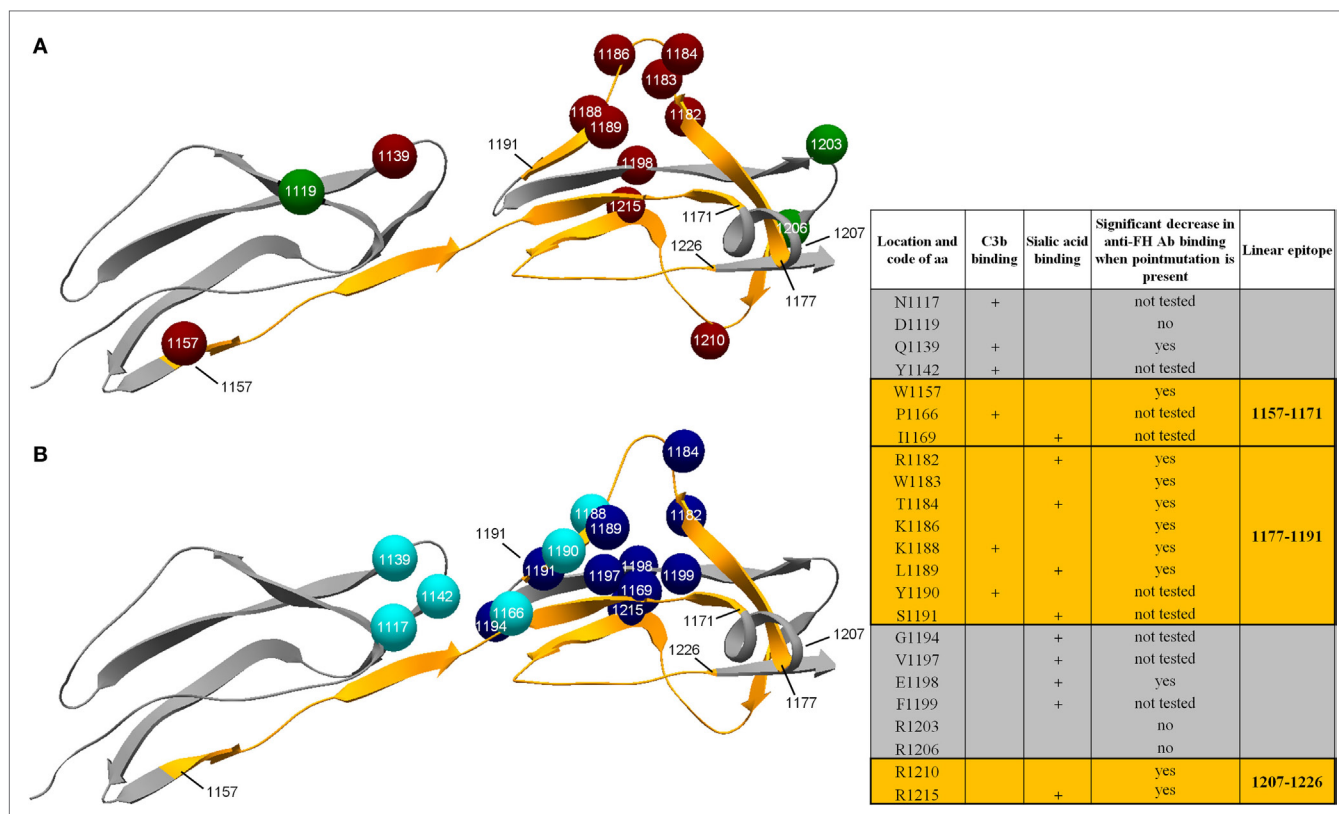 A
1186
1184
1183
1188
1182
1189
1139
1191
1203
1198
1119
1215
1171
1206
1207
1226
1177
1157
1210
1157
B
1184
1188
1182
1189
1191
1190
1139
1191
1197
1198
1199
1142
1169
1166
1117
1194
1215
1171
1207
1226
1177
1157
Location and code of aa | C3b binding | Sialic acid binding | Significant decrease in anti-FH Ab binding when pointmutation is present | Linear epitope
N1117 + not tested
D1119 no
Q1139 + yes
Y1142 + not tested
W1157 yes
P1166 + not tested 1157-1171
I1169 + not tested
R1182 + yes
W1183 yes
T1184 + yes
K1186 yes 1177-1191
K1188 + yes
L1189 + yes
Y1190 + not tested
S1191 + not tested
G1194 + not tested
V1197 + not tested
E1198 + yes
F1199 + not tested
R1203 no
R1206 no
R1210 yes 1207-1226
R1215 + yes